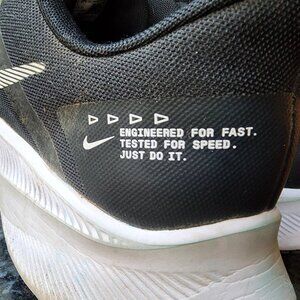 ENGINEERED FOR FAST.
TESTED FOR SPEED.
JUST DO IT.